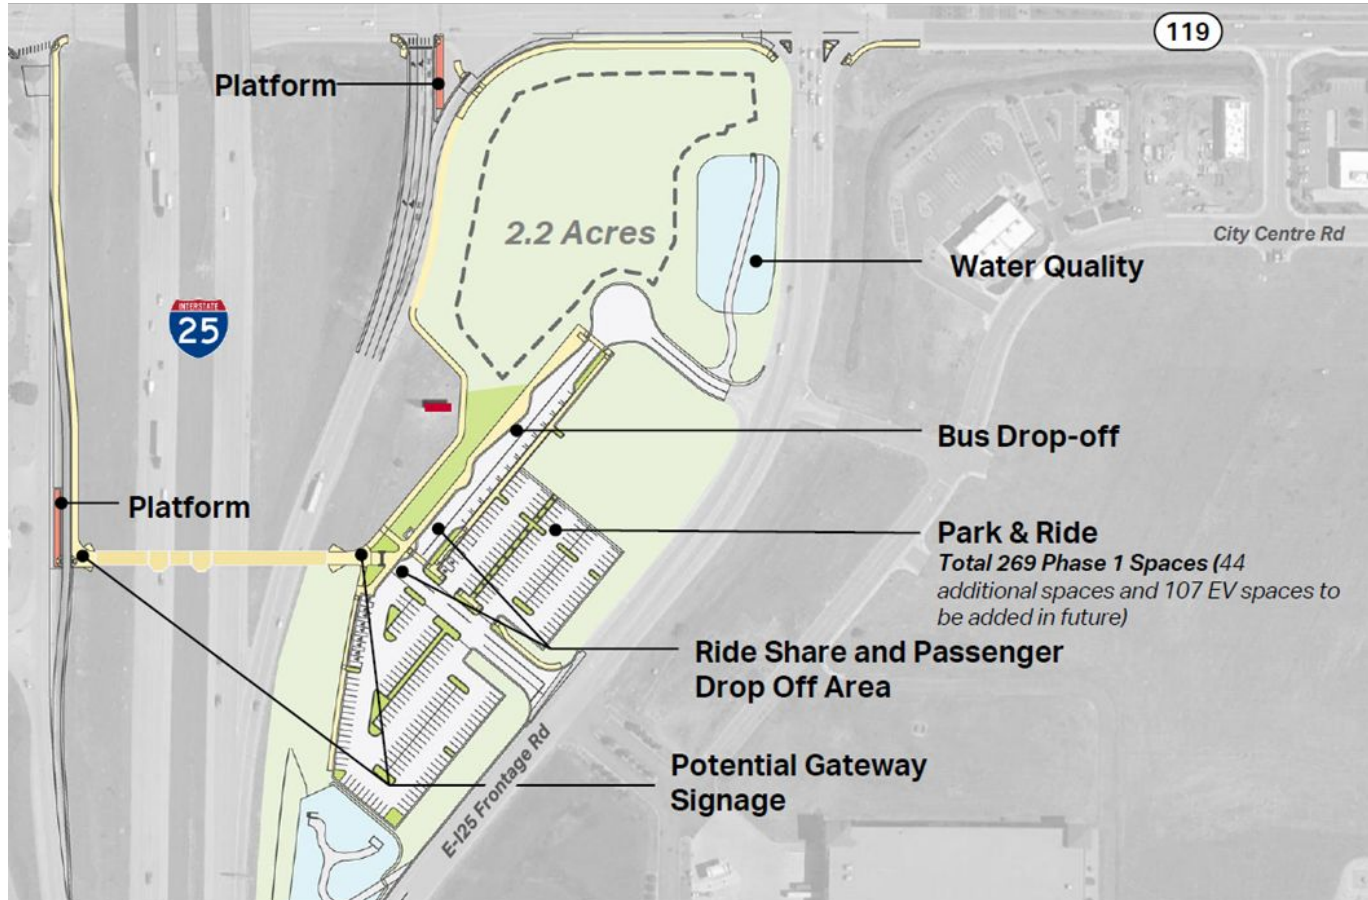 119
Platform
2.2 Acres
City Centre Rd
Water Quality
INTERSTATE
25
Bus Drop-off
Platform
Park & Ride
Total 269 Phase 1 Spaces (44
additional spaces and 107 EV spaces to
be added in future)
Ride Share and Passenger
Drop Off Area
E-I25 Frontage Rd
Potential Gateway
Signage